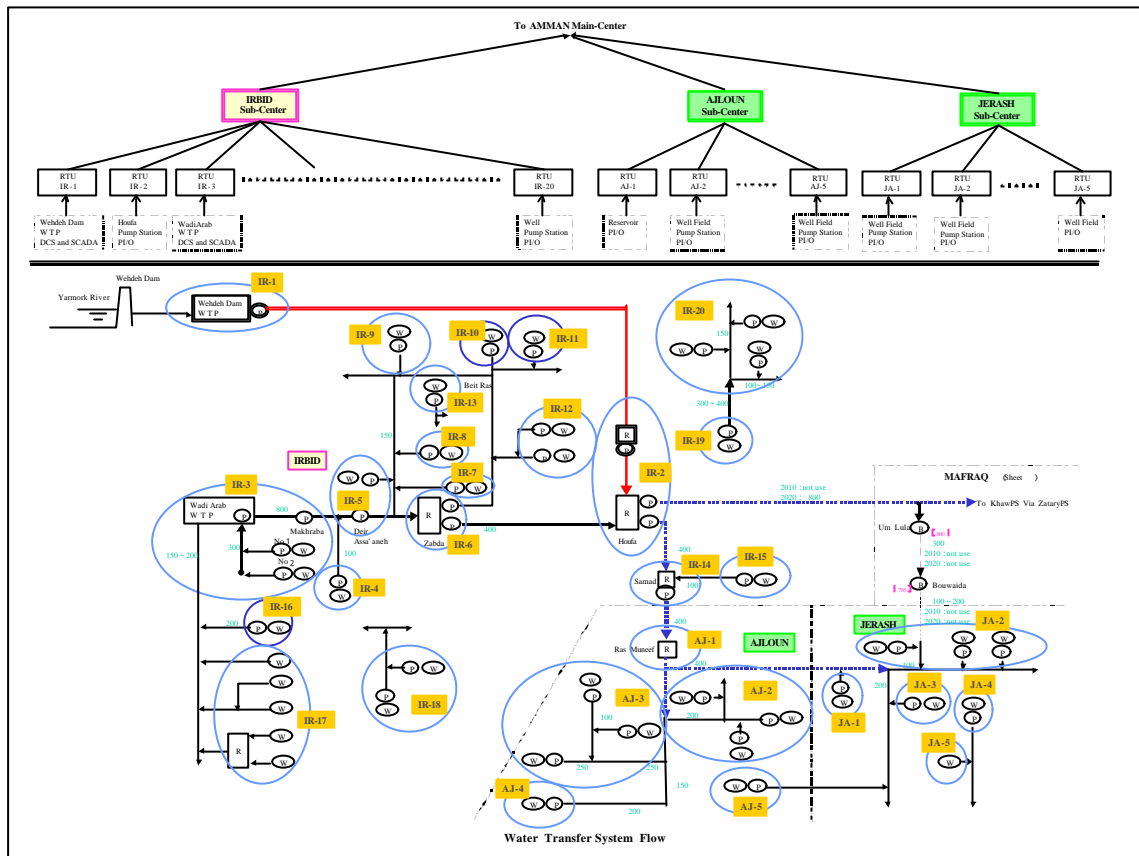 To AMMAN Main-Center
IRBID
Sub-Center
AJLOUN
Sub-Center
JERASH
Sub-Center
RTU
IR-1
RTU
IR-2
RTU
IR-3
RTU
IR-20
RTU
AJ-1
RTU
AJ-2
RTU
AJ-5
RTU
JA-1
RTU
JA-2
RTU
JA-5
Wehdeh Dam
W T P
DCS and SCADA
Houfa
Pump Station
PI/O
WadiArab
W T P
DCS and SCADA
Well
Pump Station
PI/O
Reservoir
PI/O
Well Field
Pump Station
PI/O
Well Field
Pump Station
PI/O
Well Field
Pump Station
PI/O
Well Field
Pump Station
PI/O
Well Field
PI/O
Wehdeh Dam
Yarmork River
IR-1
Wehdeh Dam
W T P
P
IR-9
W
P
IR-10
W
P
IR-11
W
P
IR-20
150
P W
W P
W
P
100~150
300~400
IR-19
P
W
Beit Ras
W
P
IR-13
150
IR-8
P W
IR-12
P W
P W
IR-7
P W
R
P
IR-2
R
P
P
Houfa
IRBID
IR-3
Wadi Arab
W T P
P
800
P
Makhraba
No 1
P W
300
No 2
P W
150~200
W P
IR-5
P
Deir
Assa'aneh
100
P
W
IR-4
R
P
P
Zabda
IR-6
400
2010 :not use
2020 : 800
To KhawPS Via ZataryPS
MAFRAQ (Sheet )
Um Lula
B
300
2010 :not use
2020 :not use
B
Bouwaida
100~200
2010 :not use
2020 :not use
400
IR-14
Samad
R
P
100
IR-15
P W
400
AJ-1
Ras Muneef
R
400
AJLOUN
JERASH
IR-16
200
P W
W
W
W
IR-17
W
R
W
IR-18
P W
P
W
AJ-3
W
P
100
P W
W P
250
250
AJ-2
W P
200
P W
P
W
AJ-4
W P
200
150
W P
AJ-5
JA-1
P
W
JA-2
W P
W
P
W
P
100
200
JA-3
P W
JA-4
W
P
JA-5
W
Water Transfer System Flow